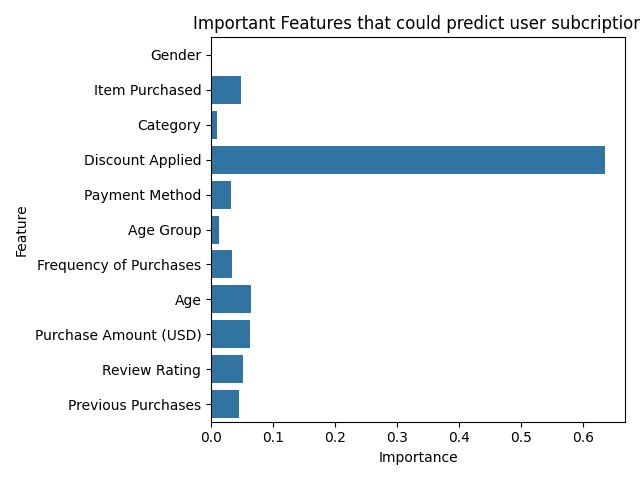 Important Features that could predict user subcription
Gender
Item Purchased
Category
Discount Applied
Payment Method
Age Group
Frequency of Purchases
Age
Purchase Amount (USD)
Review Rating
Previous Purchases
Feature
0.0 0.1 0.2 0.3 0.4 0.5 0.6
Importance